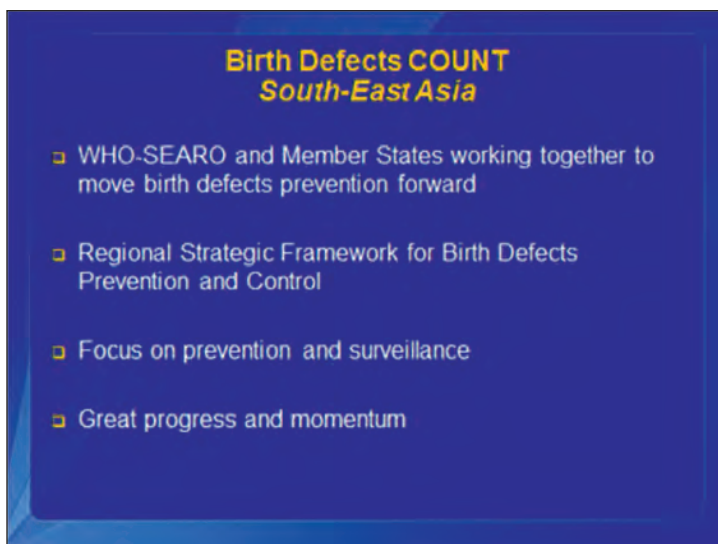 Birth Defects COUNT
South-East Asia
WHO-SEARO and Member States working together to
move birth defects prevention forward
Regional Strategic Framework for Birth Defects
Prevention and Control
Focus on prevention and surveillance
Great progress and momentum